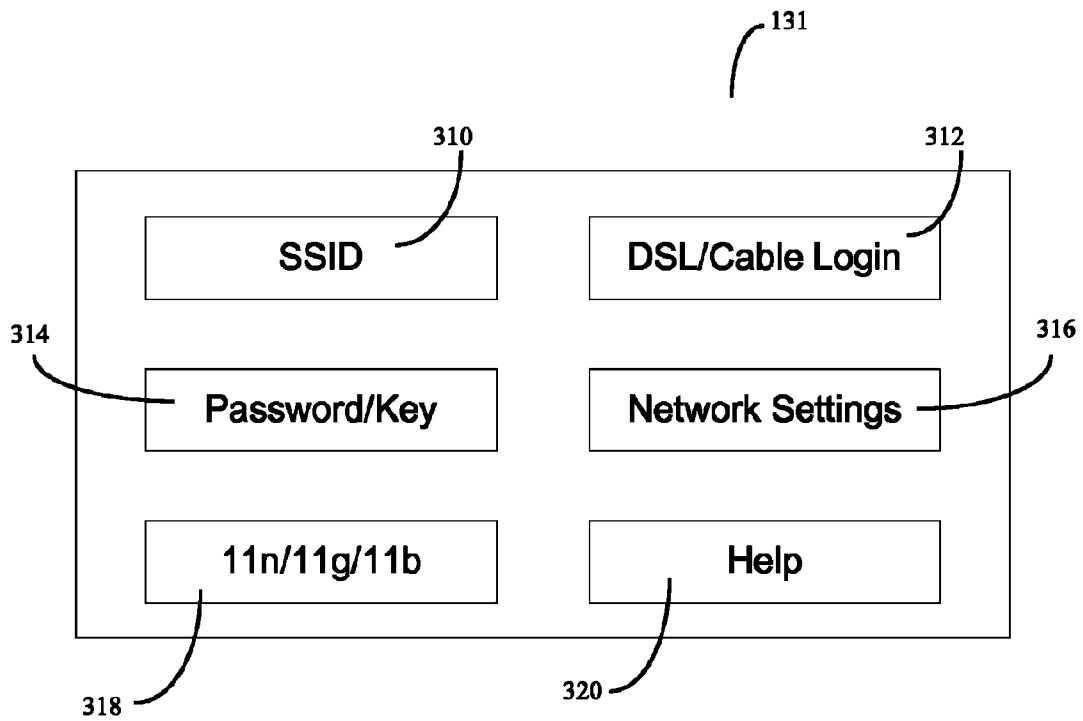 131
310
312
SSID
DSL/Cable Login
314
316
Password/Key
Network Settings
11n/11g/11b
Help
318
320